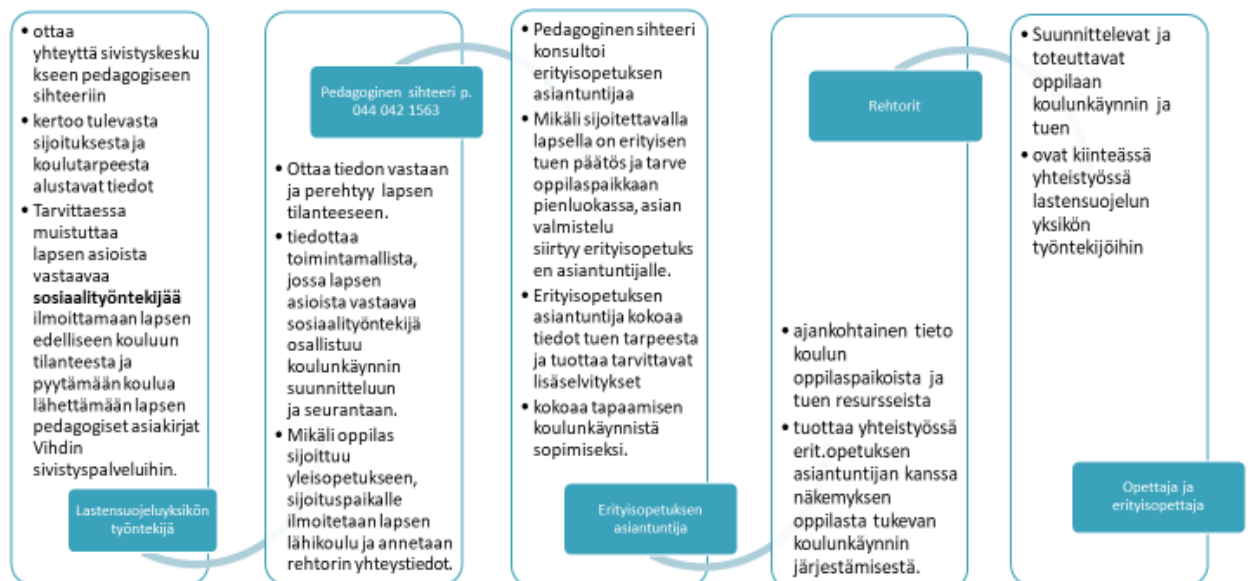 • ottaa
yhteyttä sivistyskesku
kseen pedagogiseen
sihteeriin
• kertoo tulevasta
sijoituksesta ja
koulutarpeesta
alustavat tiedot
• Tarvittaessa
muistuttaa
lapsen asioista
vastaavaa
sosiaalityöntekijää
ilmoittamaan lapsen
edelliseen kouluun
tilanteesta ja
pyytämään koulua
lähettämään lapsen
pedagogiset asiakirjat
Vihdin
sivistyspalveluihin.
Lastensuojeluyksikön
työntekijä
Pedagoginen sihteeri p.
044 042 1563
• Ottaa tiedon vastaan
ja perehtyy lapsen
tilanteeseen.
• tiedottaa
toimintamallista,
jossa lapsen
asioista vastaava
sosiaalityöntekijä
osallistuu
koulunkäynnin
suunnitteluun
ja seurantaan.
• Mikäli oppilas
sijoittuu
yleisopetukseen,
sijoituspaikalle
ilmoitetaan lapsen
lähikoulu ja annetaan
rehtorin yhteystiedot.
• Pedagoginen sihteeri
konsultoi
erityisopetuksen
asiantuntijaa
• Mikäli sijoitettavalla
lapsella on erityisen
tuen päätös ja tarve
oppilaspaikkaan
pienluokassa, asian
valmistelu
siirtyy erityisopetuks
en asiantuntijalle.
• Erityisopetuksen
asiantuntija kokoaa
tiedot tuen tarpeesta
ja tuottaa tarvittavat
lisäselvitykset
• kokoaa tapaamisen
koulunkäynnistä
sopimiseksi.
Erityisopetuksen
asiantuntija
Rehtorit
• ajankohtainen tieto
koulun
oppilaspaikoista ja
tuen resursseista
• tuottaa yhteistyössä
erit.opetuksen
asiantuntijan kanssa
näkemyksen
oppilasta tukevan
koulunkäynnin
järjestämisestä.
• Suunnittelevat ja
toteuttavat
oppilaan
koulunkäynnin ja
tuen
• ovat kiinteässä
yhteistyössä
lastensuojelun
yksikön
työntekijöihin
Opettaja ja
erityisopettaja